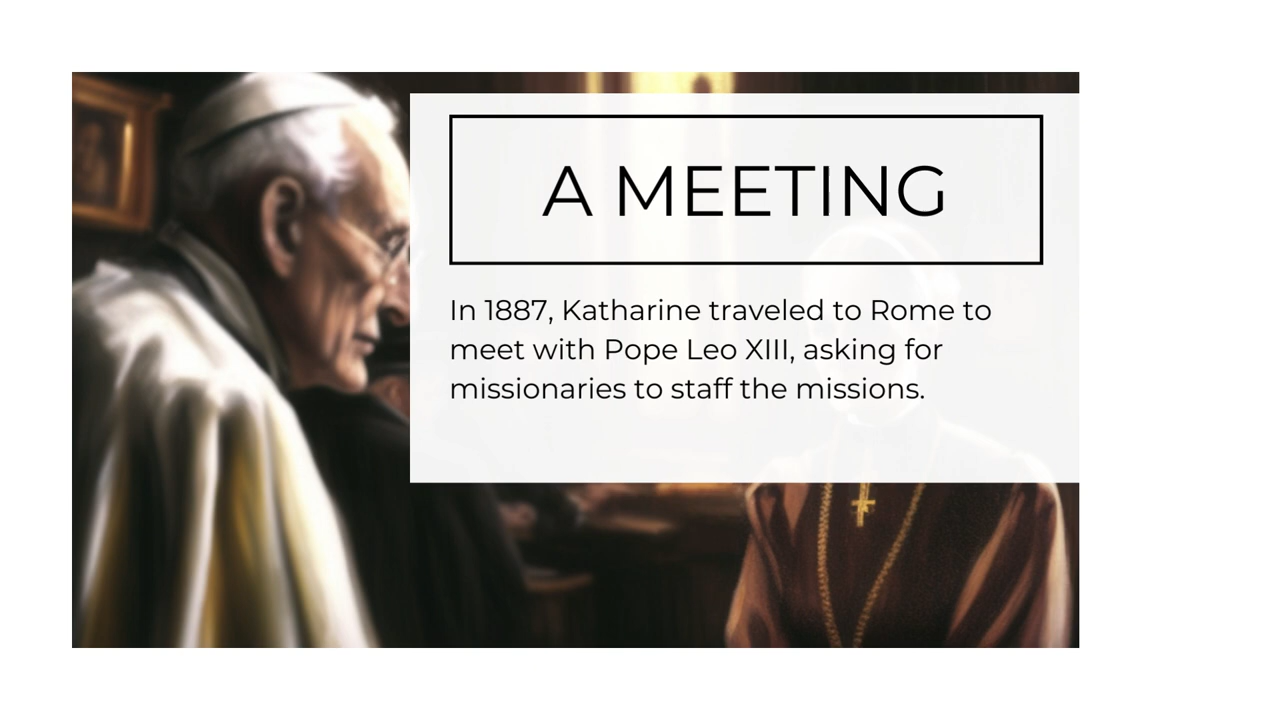 A MEETING
In 1887, Katharine traveled to Rome to
meet with Pope Leo XIII, asking for
missionaries to staff the missions.